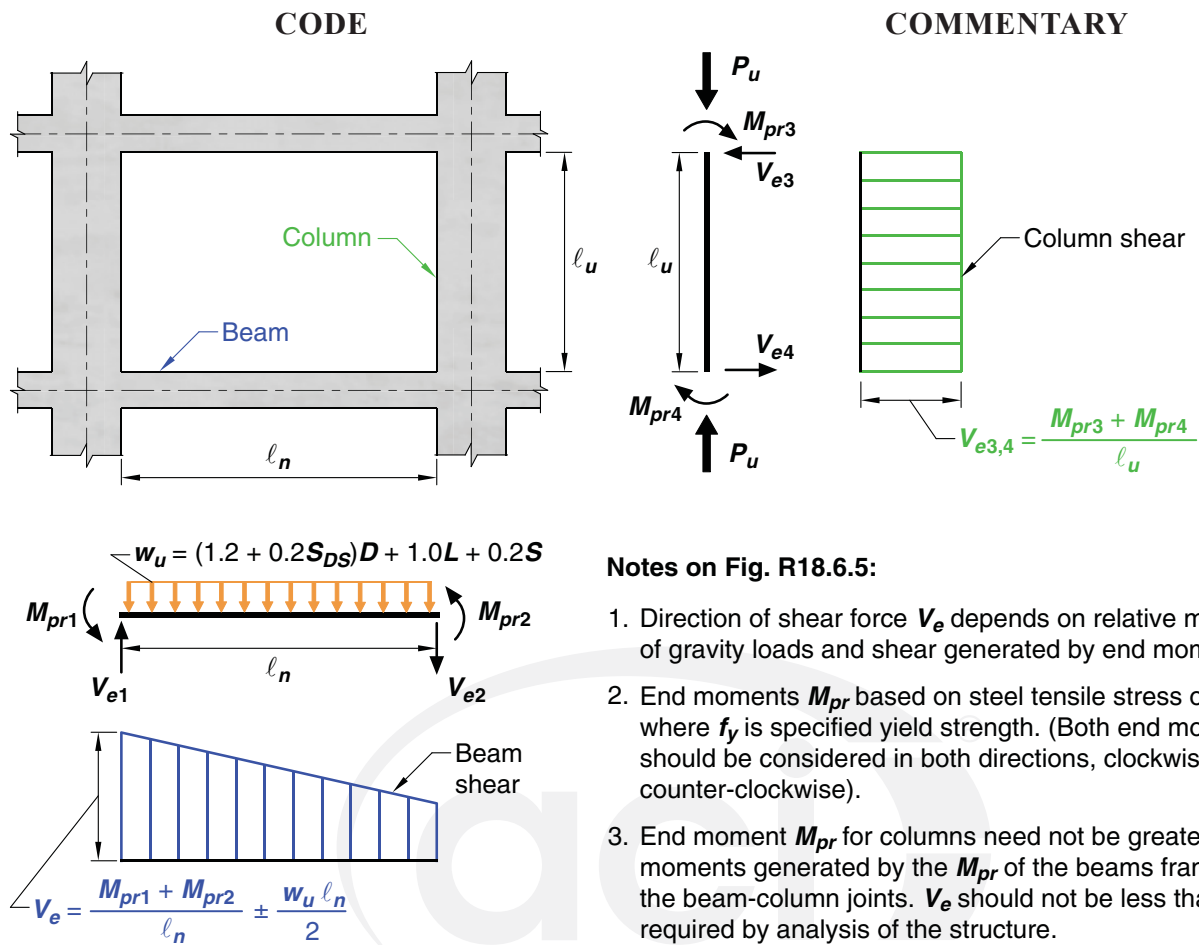 CODE
COMMENTARY
Column
Beam
ℓu
ℓn
Pu
Mpr3
Ve3
ℓu
Ve4
Mpr4
Pu
Column shear
Ve3,4 = (Mpr3 + Mpr4) / ℓu
wu = (1.2 + 0.2SDS)D + 1.0L + 0.2S
Mpr1
Mpr2
ℓn
Ve1
Ve2
Beam
shear
Ve = (Mpr1 + Mpr2) / ℓn ± wu ℓn / 2
Notes on Fig. R18.6.5:
1. Direction of shear force Ve depends on relative
of gravity loads and shear generated by end
2. End moments Mpr based on steel tensile stress
where fy is specified yield strength. (Both end
should be considered in both directions,
counter-clockwise).
3. End moment Mpr for columns need not be
moments generated by the Mpr of the beams
the beam-column joints. Ve should not be less
required by analysis of the structure.
aci